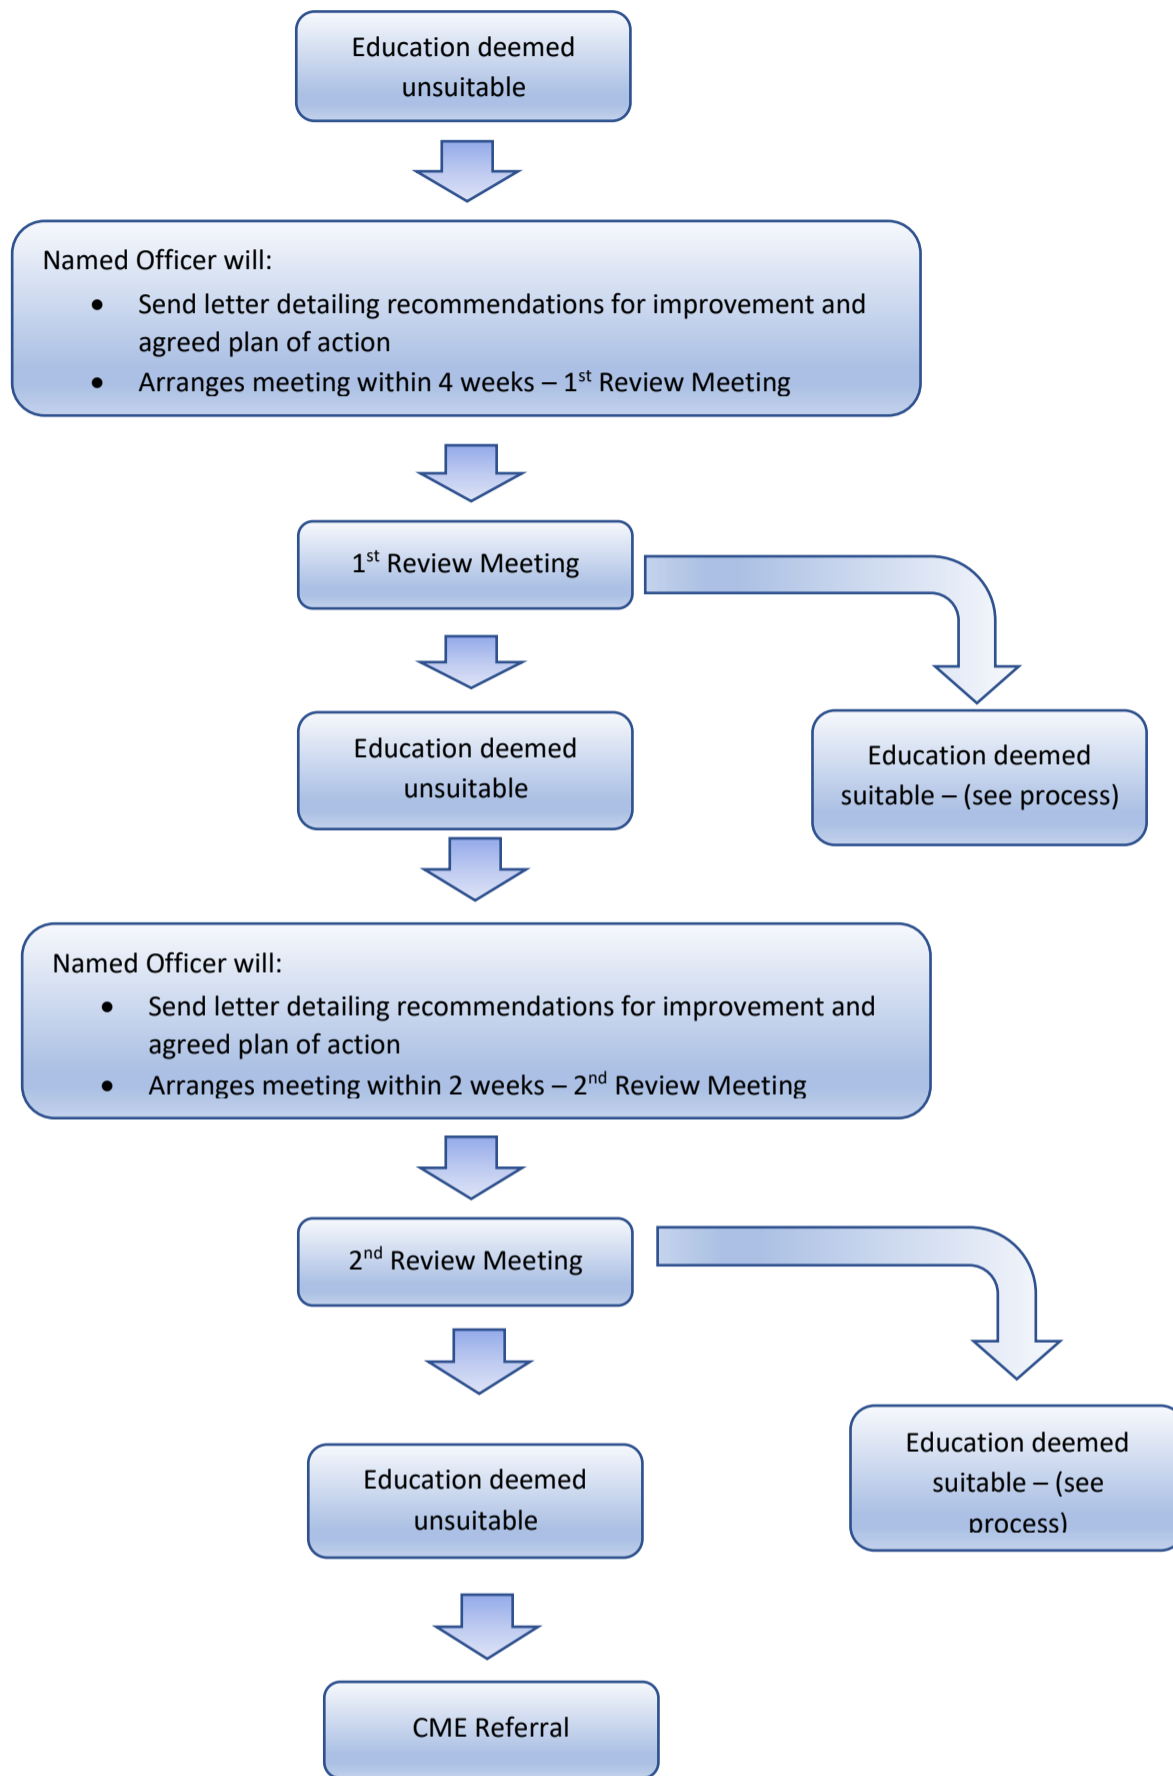 Education deemed
unsuitable
Named Officer will:
• Send letter detailing recommendations for improvement and
agreed plan of action
• Arranges meeting within 4 weeks – 1st Review Meeting
1st Review Meeting
Education deemed
unsuitable
Education deemed
suitable – (see process)
Named Officer will:
• Send letter detailing recommendations for improvement and
agreed plan of action
• Arranges meeting within 2 weeks – 2nd Review Meeting
2nd Review Meeting
Education deemed
unsuitable
Education deemed
suitable – (see
process)
CME Referral